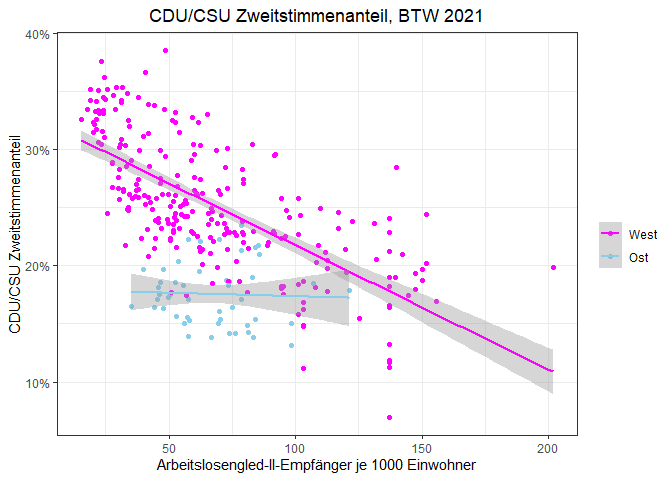 CDU/CSU Zweitstimmenanteil, BTW 2021
40%
30%
20%
10%
CDU/CSU Zweitstimmenanteil
50
100
150
200
Arbeitslosengled-II-Empfänger je 1000 Einwohner
West
Ost